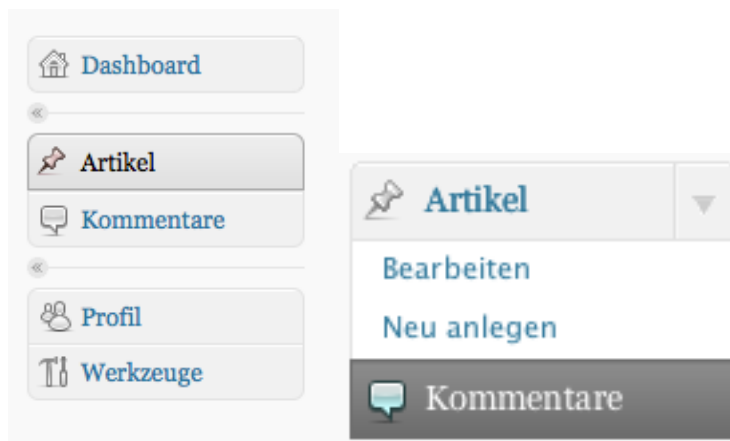 Dashboard
Artikel
Kommentare
Profil
Werkzeuge
Artikel
Bearbeiten
Neu anlegen
Kommentare